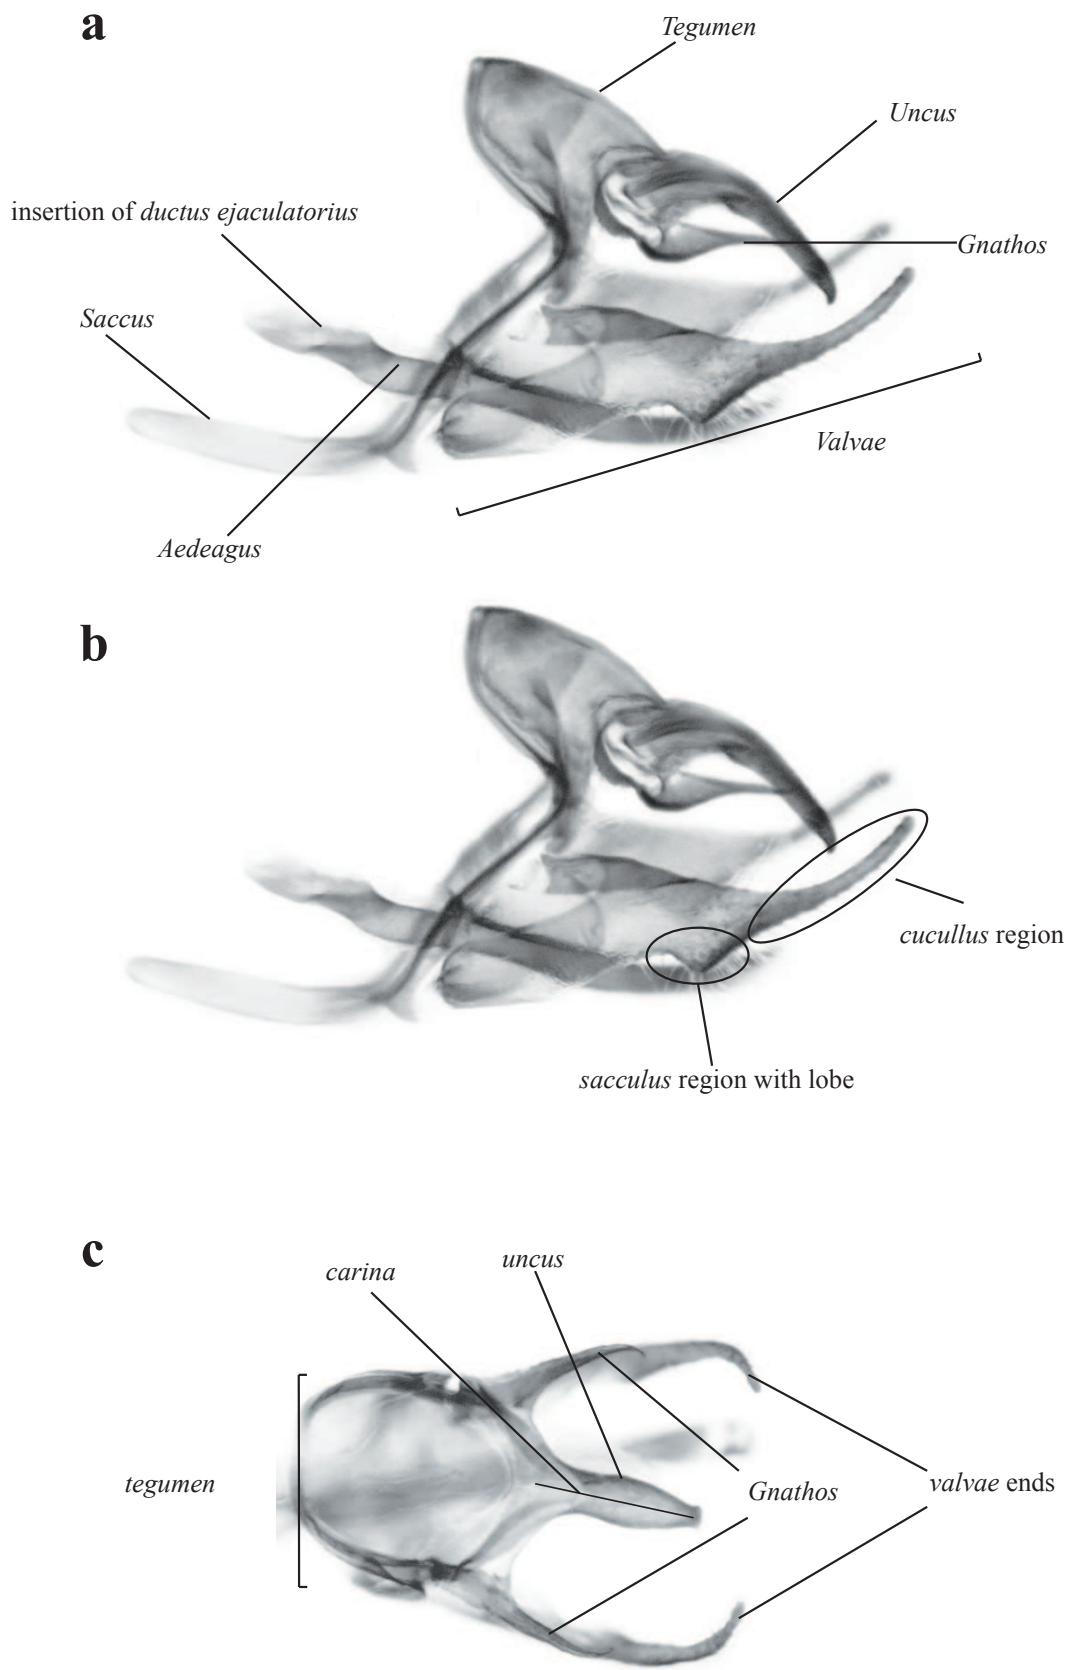 a
Tegumen
Uncus
insertion of ductus ejaculatorius
Gnathos
Saccus
Valvae
Aedeagus
b
cucullus region
sacculus region with lobe
c
uncus
carina
tegumen
Gnathos
valvae ends